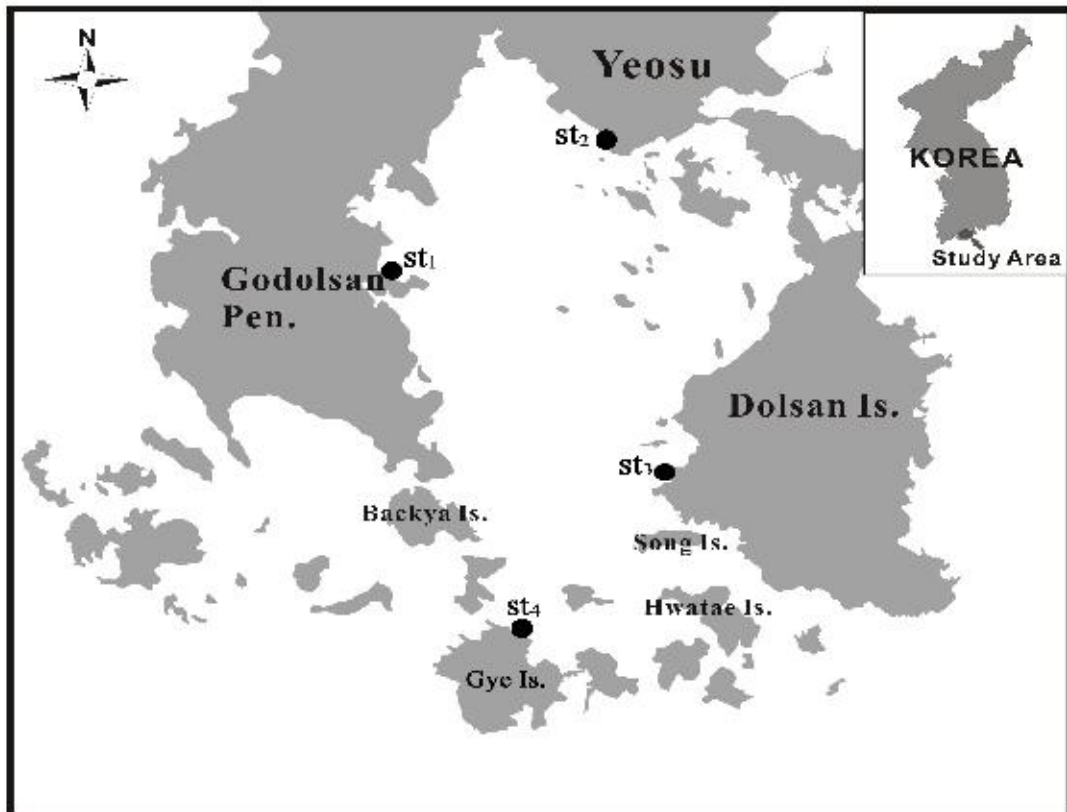 N
Yeosu
st2
KOREA
Study Area
st1
Godolsan
Pen.
Dolsan Is.
st3
Backya Is.
Song Is.
Hwatae Is.
st4
Gye Is.